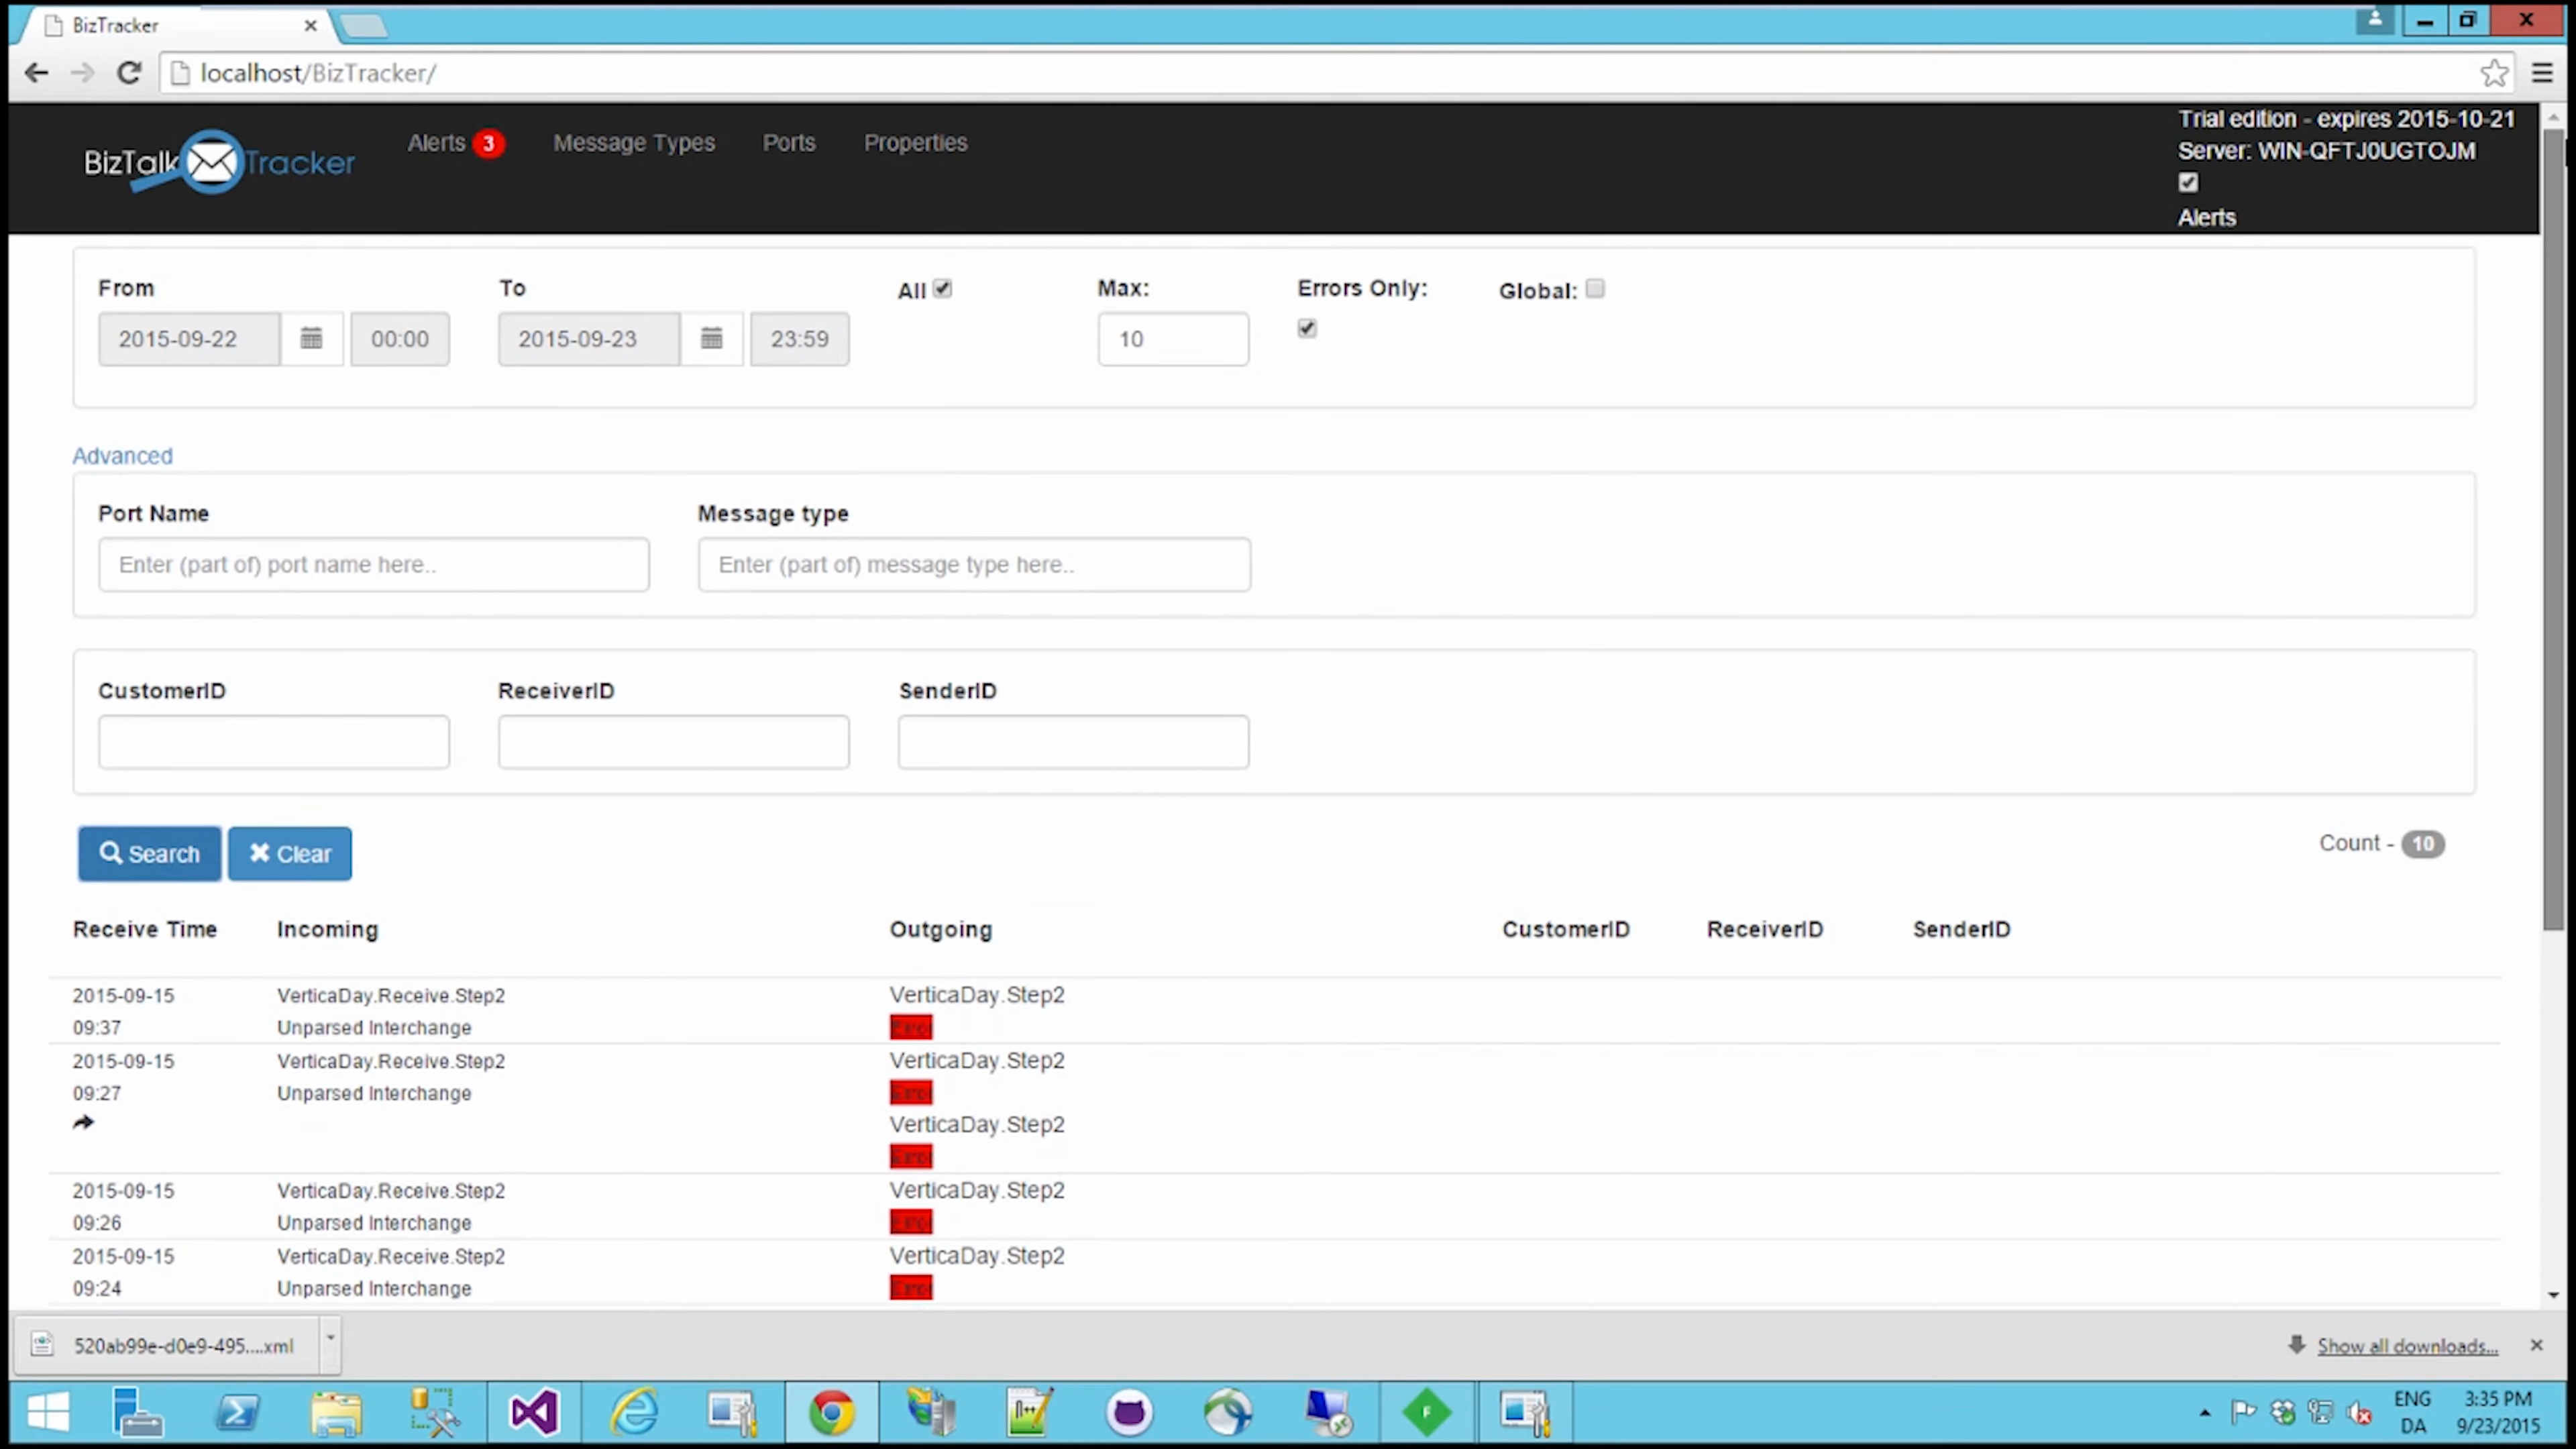 BizTracker
localhost/BizTracker/
BizTalk Tracker
Alerts 3
Message Types
Ports
Properties
Trial edition - expires 2015-10-21
Server: WIN-QFTJ0UGTOJM
Alerts
From
To
All
Max:
Errors Only:
Global:
2015-09-22
00:00
2015-09-23
23:59
10
Advanced
Port Name
Message type
Enter (part of) port name here..
Enter (part of) message type here..
CustomerID
ReceiverID
SenderID
Search
Clear
Count - 10
Receive Time
Incoming
Outgoing
CustomerID
ReceiverID
SenderID
2015-09-15
VerticaDay.Receive.Step2
VerticaDay.Step2
09:37
Unparsed Interchange
Error
2015-09-15
VerticaDay.Receive.Step2
VerticaDay.Step2
09:27
Unparsed Interchange
Error
VerticaDay.Step2
Error
2015-09-15
VerticaDay.Receive.Step2
VerticaDay.Step2
09:26
Unparsed Interchange
Error
2015-09-15
VerticaDay.Receive.Step2
VerticaDay.Step2
09:24
Unparsed Interchange
Error
520ab99e-d0e9-495....xml
Show all downloads...
ENG
3:35 PM
DA
9/23/2015